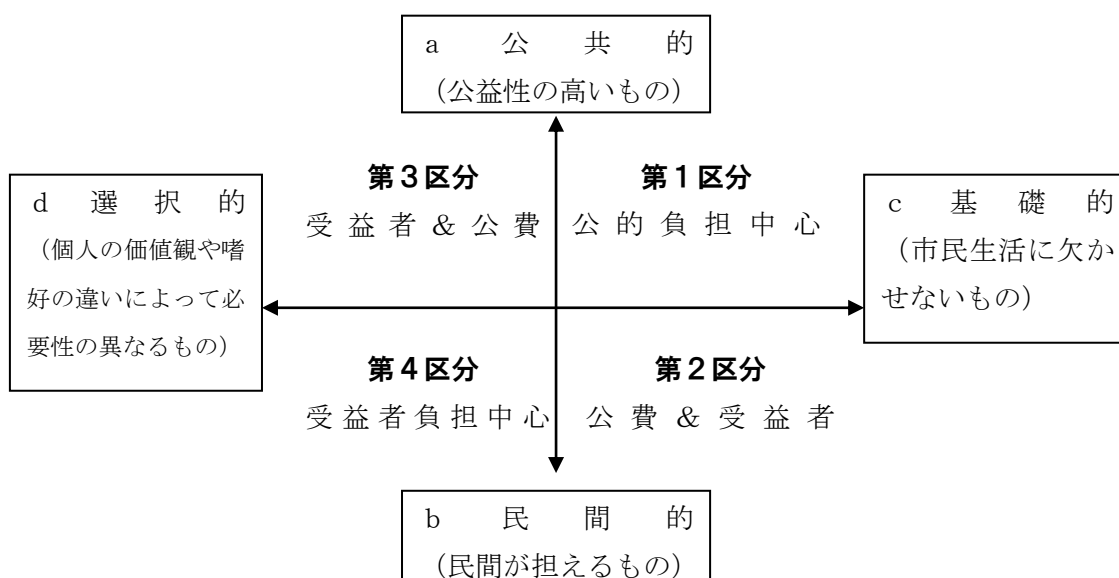 a 公共的
（公益性の高いもの）
第３区分
受益者＆公費
第１区分
公的負担中心
d 選択的
（個人の価値観や嗜
好の違いによって必
要性の異なるもの）
c 基礎的
（市民生活に欠か
せないもの）
第４区分
受益者負担中心
第２区分
公費＆受益者
b 民間的
（民間が担えるもの）